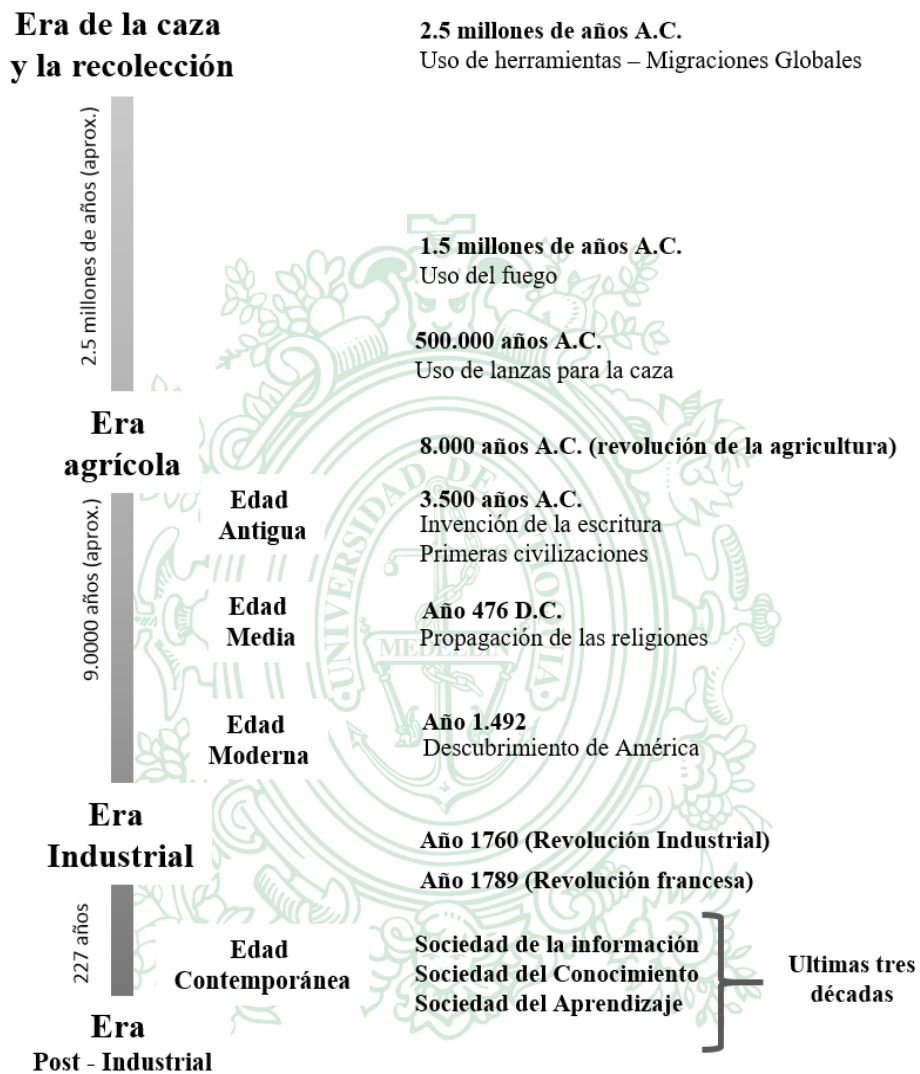 Era de la caza
y la recolección
2.5 millones de años A.C.
Uso de herramientas – Migraciones Globales
2.5 millones de años (aprox.)
1.5 millones de años A.C.
Uso del fuego
500.000 años A.C.
Uso de lanzas para la caza
Era
agrícola
8.000 años A.C. (revolución de la agricultura)
9.0000 años (aprox.)
Edad
Antigua
3.500 años A.C.
Invención de la escritura
Primeras civilizaciones
Edad
Media
Año 476 D.C.
Propagación de las religiones
Edad
Moderna
Año 1.492
Descubrimiento de América
Era
Industrial
Año 1760 (Revolución Industrial)
Año 1789 (Revolución francesa)
227 años
Edad
Contemporánea
Sociedad de la información
Sociedad del Conocimiento
Sociedad del Aprendizaje
Ultimas tres
décadas
Era
Post - Industrial
UNIVERSIDAD DE
MEDELLIN